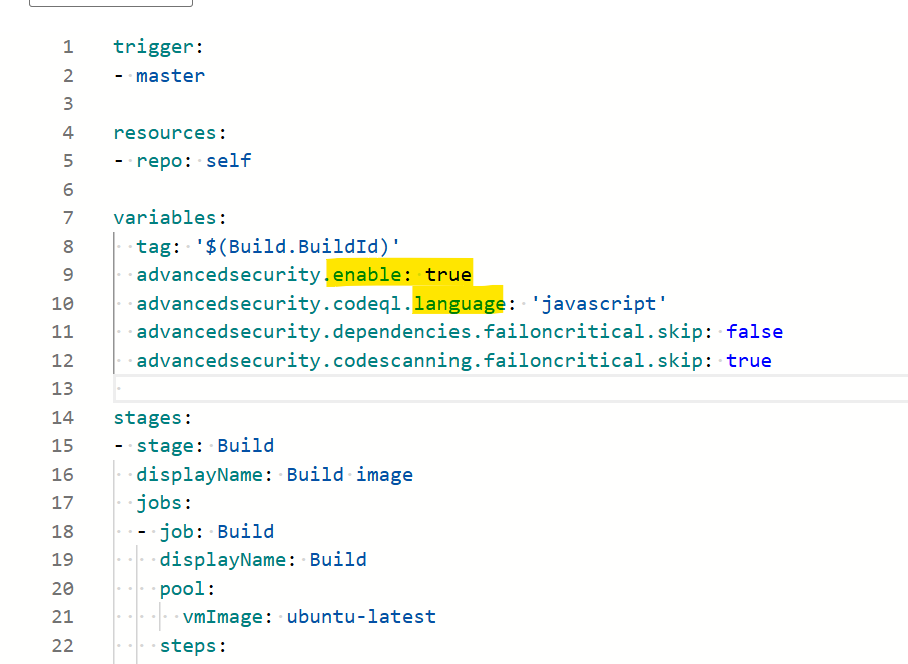 1 trigger:
2 - master
3
4 resources:
5 - repo: self
6
7 variables:
8   tag: '$(Build.BuildId)'
9   advancedsecurity.enable: true
10   advancedsecurity.codeql.language: 'javascript'
11   advancedsecurity.dependencies.failoncritical.skip: false
12   advancedsecurity.codescanning.failoncritical.skip: true
13
14 stages:
15 - stage: Build
16   displayName: Build image
17   jobs:
18   - job: Build
19     displayName: Build
20     pool:
21       vmImage: ubuntu-latest
22     steps: